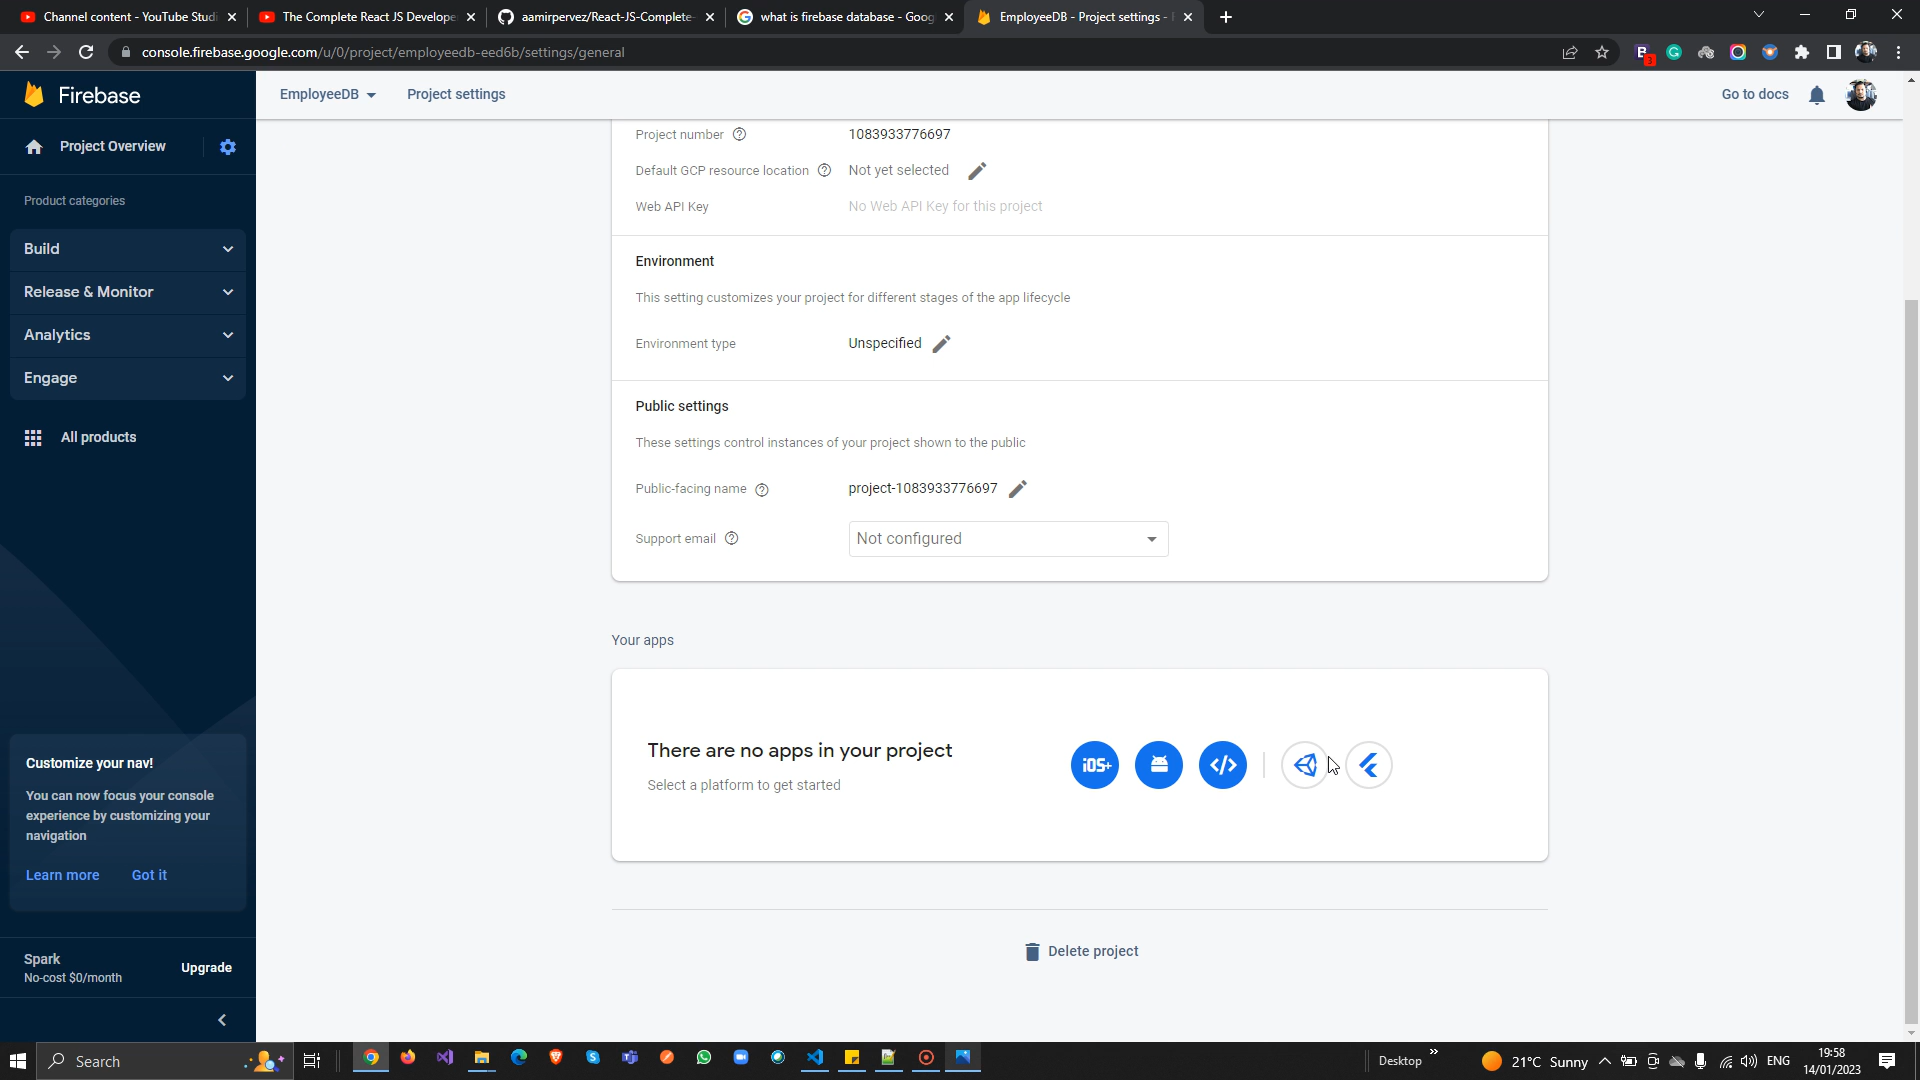 Channel content - YouTube Studi
The Complete React JS Develope
aamirpervez/React-JS-Complete-
what is firebase database - Goog
EmployeeDB - Project settings -
console.firebase.google.com/u/0/project/employeedb-eed6b/settings/general
3
Firebase
EmployeeDB
Project settings
Go to docs
Project Overview
Product categories
Build
Release & Monitor
Analytics
Engage
All products
Project number
1083933776697
Default GCP resource location
Not yet selected
Web API Key
No Web API Key for this project
Environment
This setting customizes your project for different stages of the app lifecycle
Environment type
Unspecified
Public settings
These settings control instances of your project shown to the public
Public-facing name
project-1083933776697
Support email
Not configured
Your apps
There are no apps in your project
Select a platform to get started
iOS+
</>
Delete project
Customize your nav!
You can now focus your console
experience by customizing your
navigation
Learn more
Got it
Spark
No-cost $0/month
Upgrade
Search
Desktop
21°C Sunny
ENG
19:58
14/01/2023